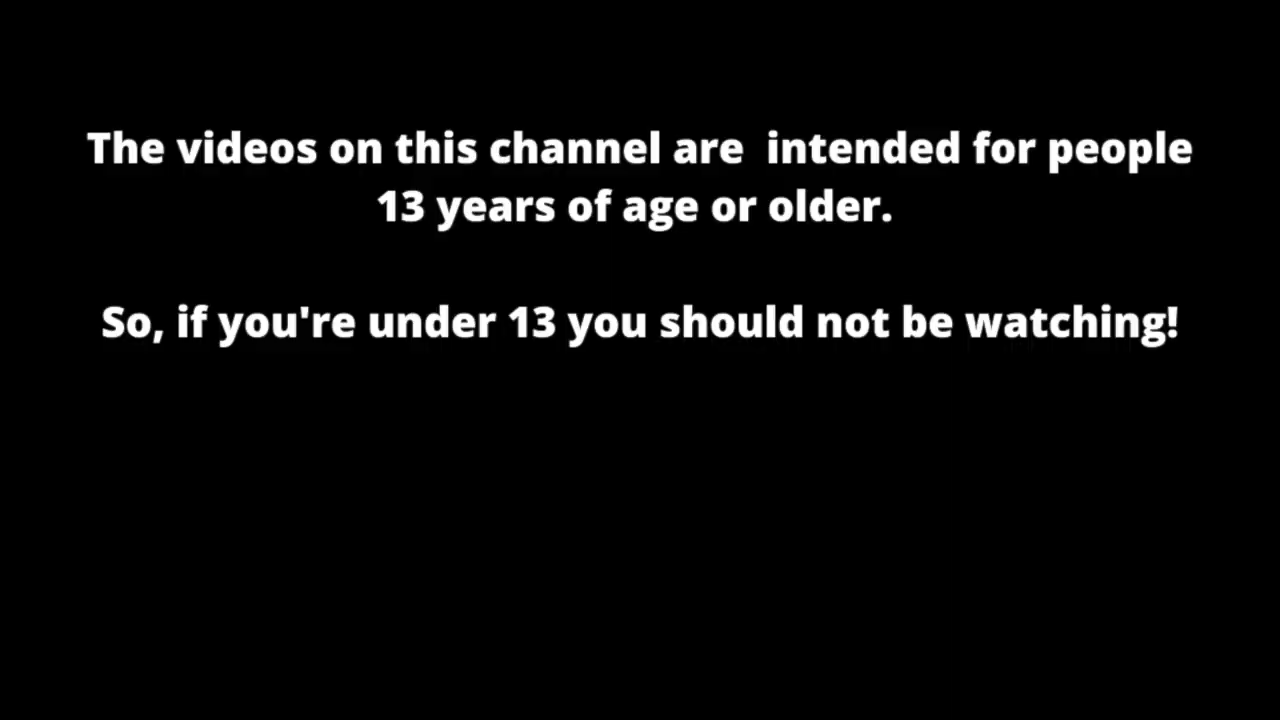 The videos on this channel are  intended for people
13 years of age or older.
So, if you're under 13 you should not be watching!